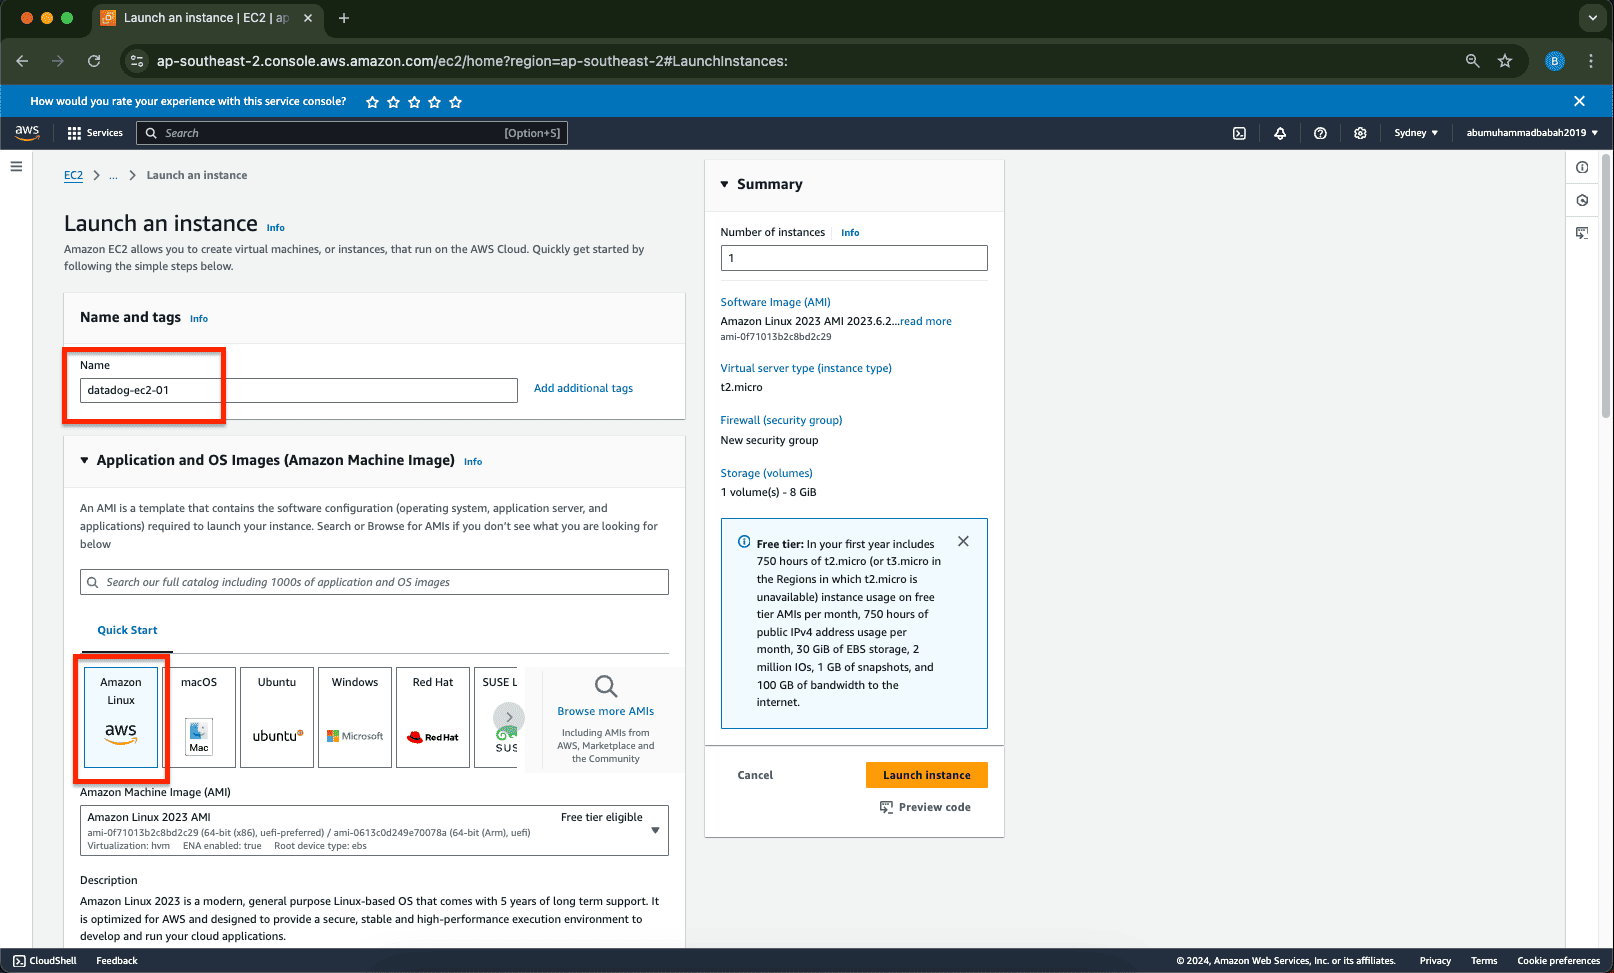 Launch an instance | EC2 | ap
ap-southeast-2.console.aws.amazon.com/ec2/home?region=ap-southeast-2#LaunchInstances:
B
How would you rate your experience with this service console?
aws
Services
Search
[Option+S]
Sydney
abumuhammadbabah2019
EC2
...
Launch an instance
Launch an instance
Info
Amazon EC2 allows you to create virtual machines, or instances, that run on the AWS Cloud. Quickly get started by
following the simple steps below.
Name and tags
Info
Name
datadog-ec2-01
Add additional tags
Application and OS Images (Amazon Machine Image)
Info
An AMI is a template that contains the software configuration (operating system, application server, and
applications) required to launch your instance. Search or Browse for AMIs if you don't see what you are looking for
below
Search our full catalog including 1000s of application and OS images
Quick Start
Amazon
Linux
aws
macOS
Mac
Ubuntu
ubuntu
Windows
Microsoft
Red Hat
Red Hat
SUSE L
SUS
Browse more AMIs
Including AMIs from
AWS, Marketplace and
the Community
Amazon Machine Image (AMI)
Amazon Linux 2023 AMI
Free tier eligible
ami-0f71013b2c8bd2c29 (64-bit (x86), uefi-preferred) / ami-0613c0d249e70078a (64-bit (Arm), uefi)
Virtualization: hvm ENA enabled: true Root device type: ebs
Description
Amazon Linux 2023 is a modern, general purpose Linux-based OS that comes with 5 years of long term support. It
is optimized for AWS and designed to provide a secure, stable and high-performance execution environment to
develop and run your cloud applications.
Summary
Number of instances
Info
1
Software Image (AMI)
Amazon Linux 2023 AMI 2023.6.2...read more
ami-0f71013b2c8bd2c29
Virtual server type (instance type)
t2.micro
Firewall (security group)
New security group
Storage (volumes)
1 volume(s) - 8 GiB
Free tier: In your first year includes
750 hours of t2.micro (or t3.micro in
the Regions in which t2.micro is
unavailable) instance usage on free
tier AMIs per month, 750 hours of
public IPv4 address usage per
month, 30 GiB of EBS storage, 2
million IOs, 1 GB of snapshots, and
100 GB of bandwidth to the
internet.
Cancel
Launch instance
Preview code
CloudShell
Feedback
© 2024, Amazon Web Services, Inc. or its affiliates.
Privacy
Terms
Cookie preferences